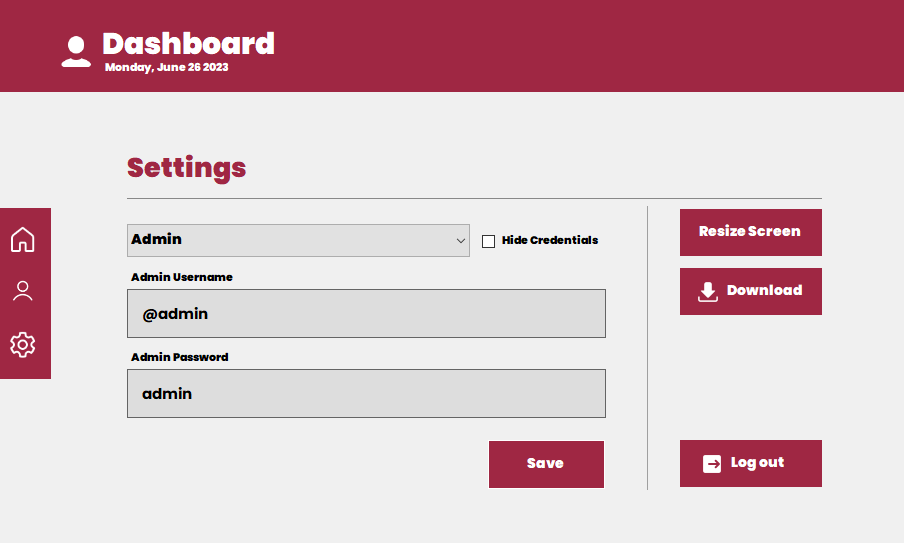 Dashboard
Monday, June 26 2023
Settings
Admin
Hide Credentials
Admin Username
@admin
Admin Password
admin
Save
Resize Screen
Download
Log out